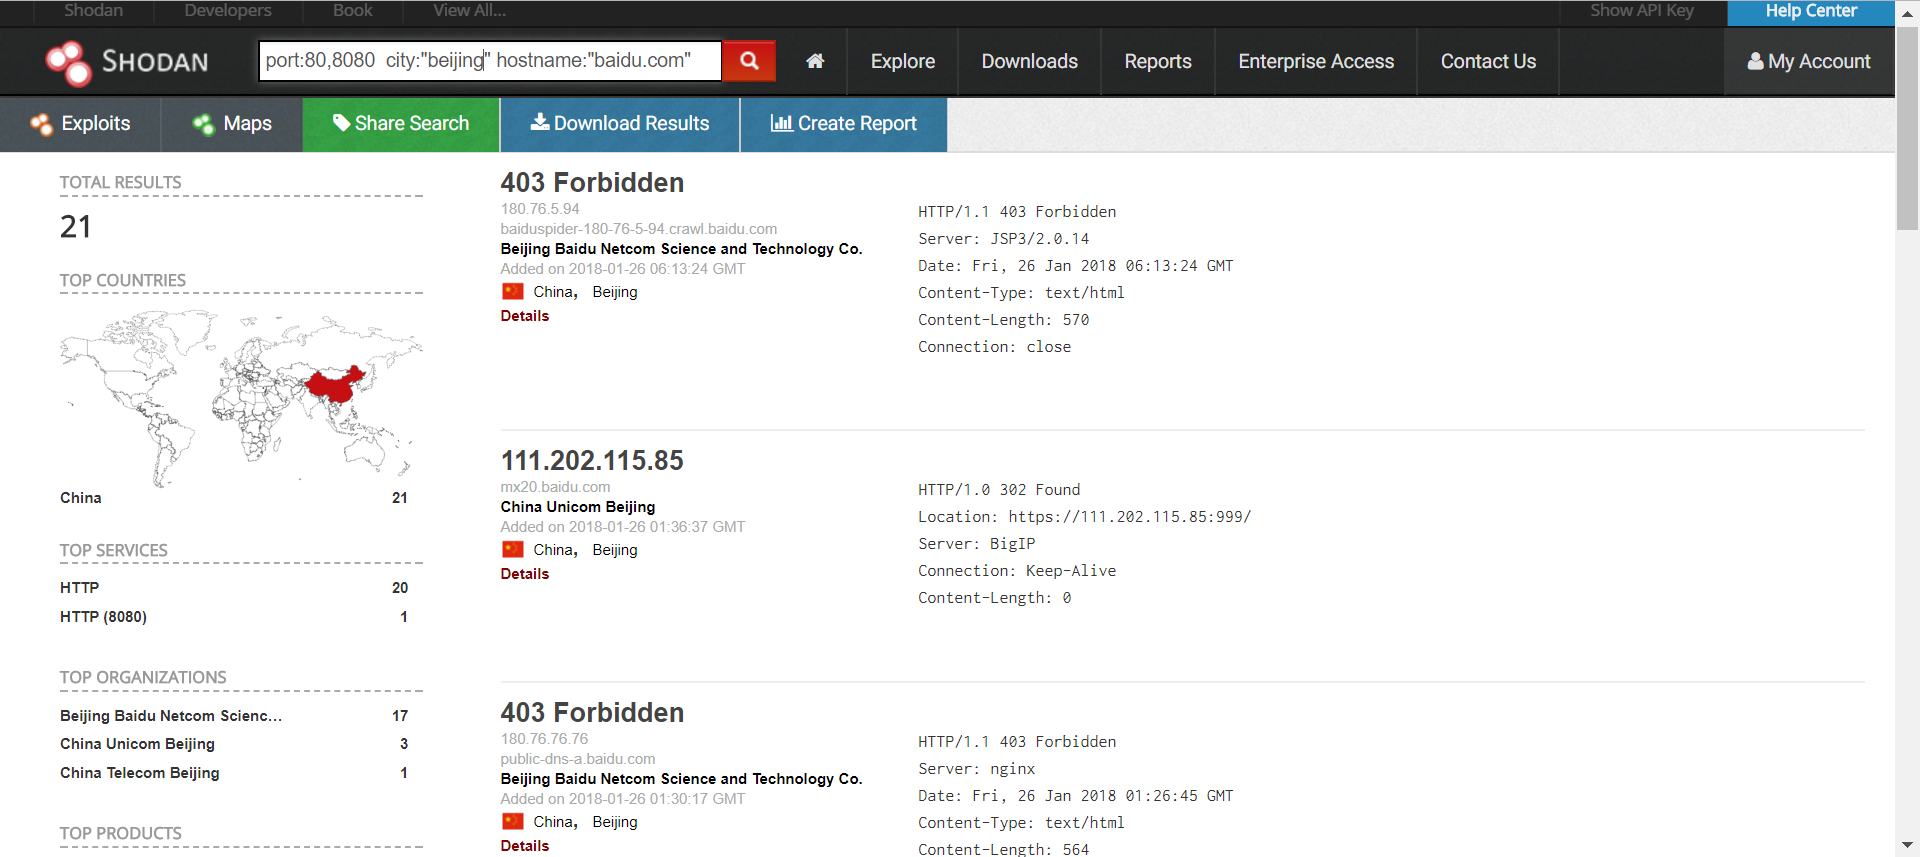 Shodan Developers Book View All... Show API Key Help Center
SHODAN port:80,8080 city:"beijing" hostname:"baidu.com" Explore Downloads Reports Enterprise Access Contact Us My Account
Exploits Maps Share Search Download Results Create Report
TOTAL RESULTS
21
TOP COUNTRIES
China 21
TOP SERVICES
HTTP 20
HTTP (8080) 1
TOP ORGANIZATIONS
Beijing Baidu Netcom Scienc... 17
China Unicom Beijing 3
China Telecom Beijing 1
TOP PRODUCTS
403 Forbidden
180.76.5.94
baiduspider-180-76-5-94.crawl.baidu.com
Beijing Baidu Netcom Science and Technology Co.
Added on 2018-01-26 06:13:24 GMT
China, Beijing
Details
HTTP/1.1 403 Forbidden
Server: JSP3/2.0.14
Date: Fri, 26 Jan 2018 06:13:24 GMT
Content-Type: text/html
Content-Length: 570
Connection: close
111.202.115.85
mx20.baidu.com
China Unicom Beijing
Added on 2018-01-26 01:36:37 GMT
China, Beijing
Details
HTTP/1.0 302 Found
Location: https://111.202.115.85:999/
Server: BigIP
Connection: Keep-Alive
Content-Length: 0
403 Forbidden
180.76.76.76
public-dns-a.baidu.com
Beijing Baidu Netcom Science and Technology Co.
Added on 2018-01-26 01:30:17 GMT
China, Beijing
Details
HTTP/1.1 403 Forbidden
Server: nginx
Date: Fri, 26 Jan 2018 01:26:45 GMT
Content-Type: text/html
Content-Length: 564